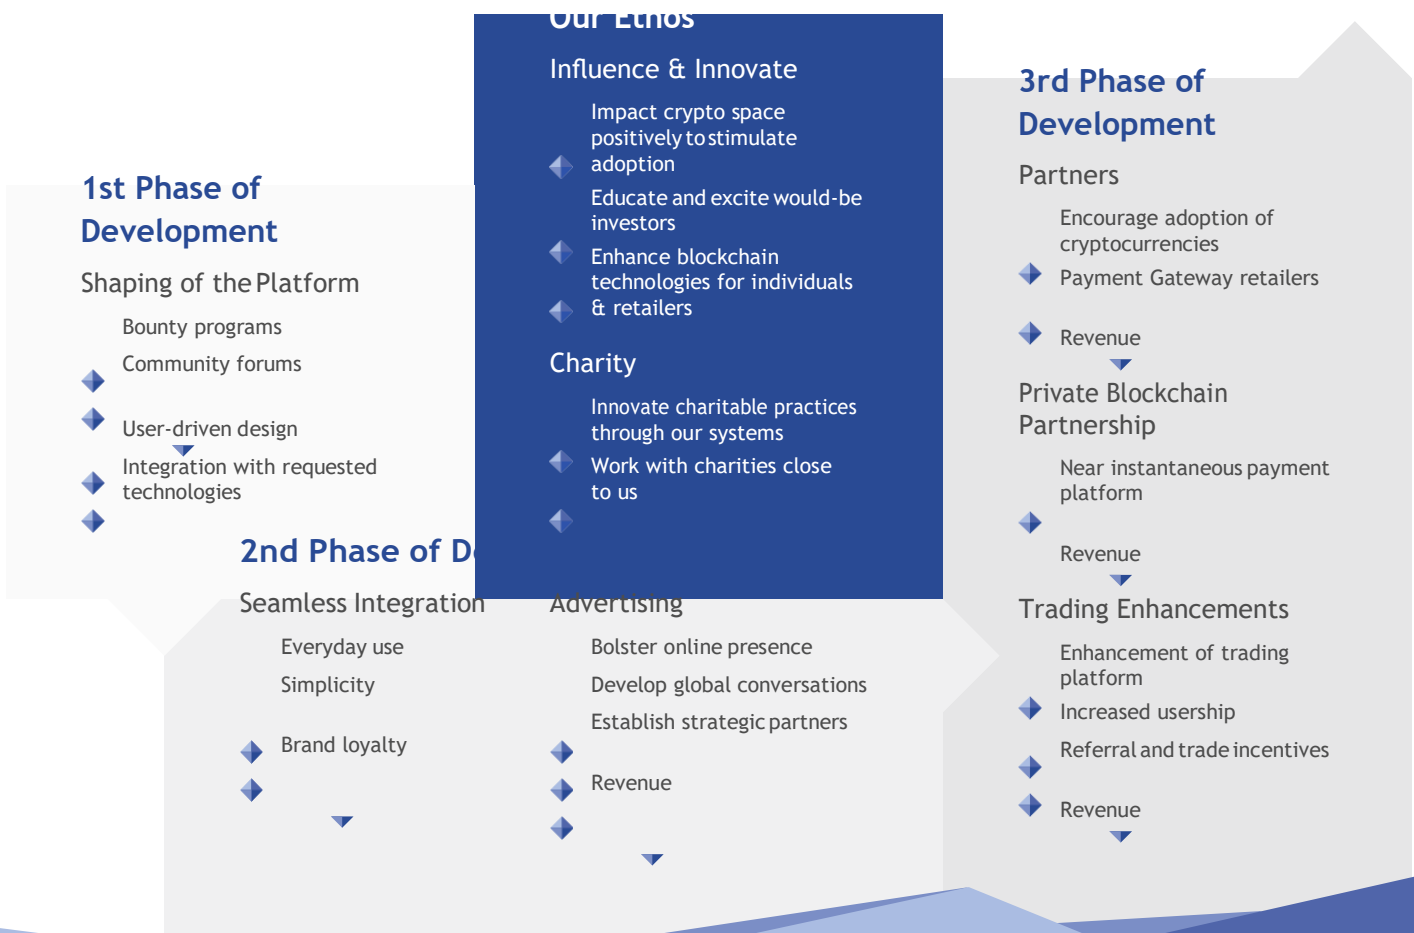 1st Phase of
Development
Shaping of the Platform
Bounty programs
Community forums
User-driven design
Integration with requested
technologies
2nd Phase of
Seamless Integration
Everyday use
Simplicity
Brand loyalty
Advertising
Bolster online presence
Develop global conversations
Establish strategic partners
Revenue
Our Ethos
Influence & Innovate
Impact crypto space
positively to stimulate
adoption
Educate and excite would-be
investors
Enhance blockchain
technologies for individuals
& retailers
Charity
Innovate charitable practices
through our systems
Work with charities close
to us
3rd Phase of
Development
Partners
Encourage adoption of
cryptocurrencies
Payment Gateway retailers
Revenue
Private Blockchain
Partnership
Near instantaneous payment
platform
Revenue
Trading Enhancements
Enhancement of trading
platform
Increased usership
Referral and trade incentives
Revenue